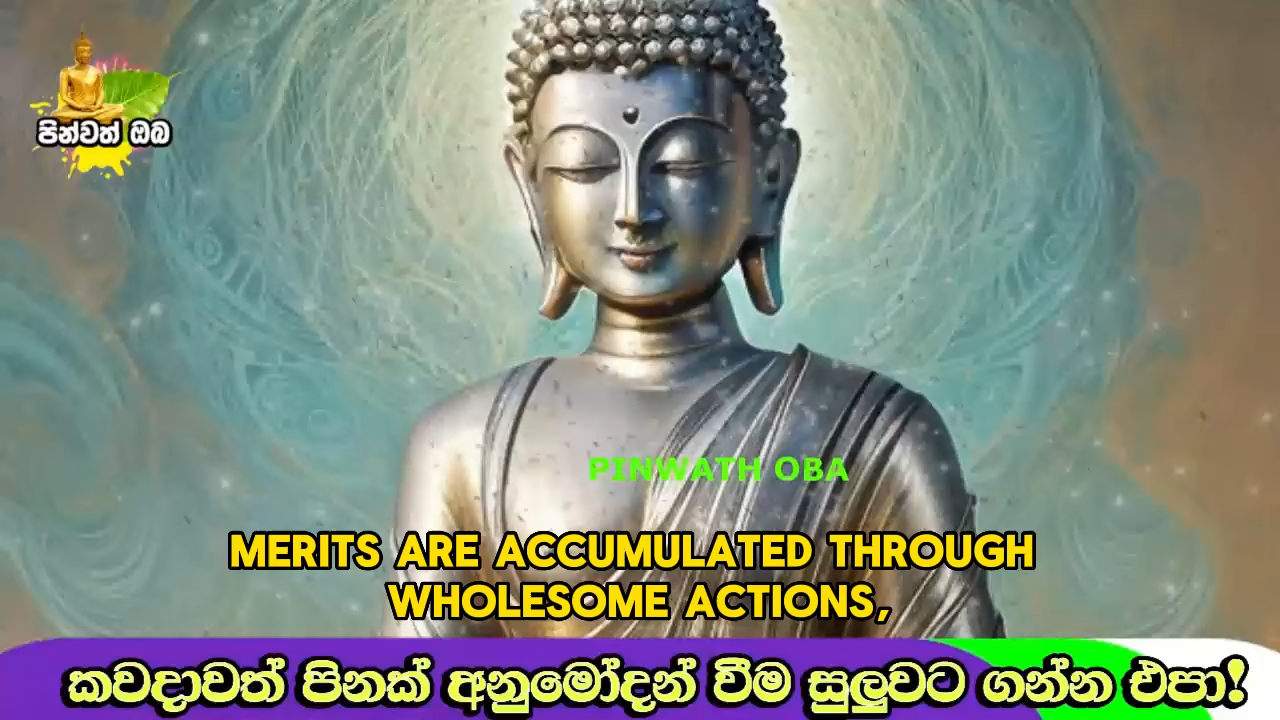 පින්වත් ඔබ
PINWATH OBA
MERITS ARE ACCUMULATED THROUGH
WHOLESOME ACTIONS,
කවදාවත් පිනක් අනුමෝදන් වීම සුලුවට ගන්න එපා!